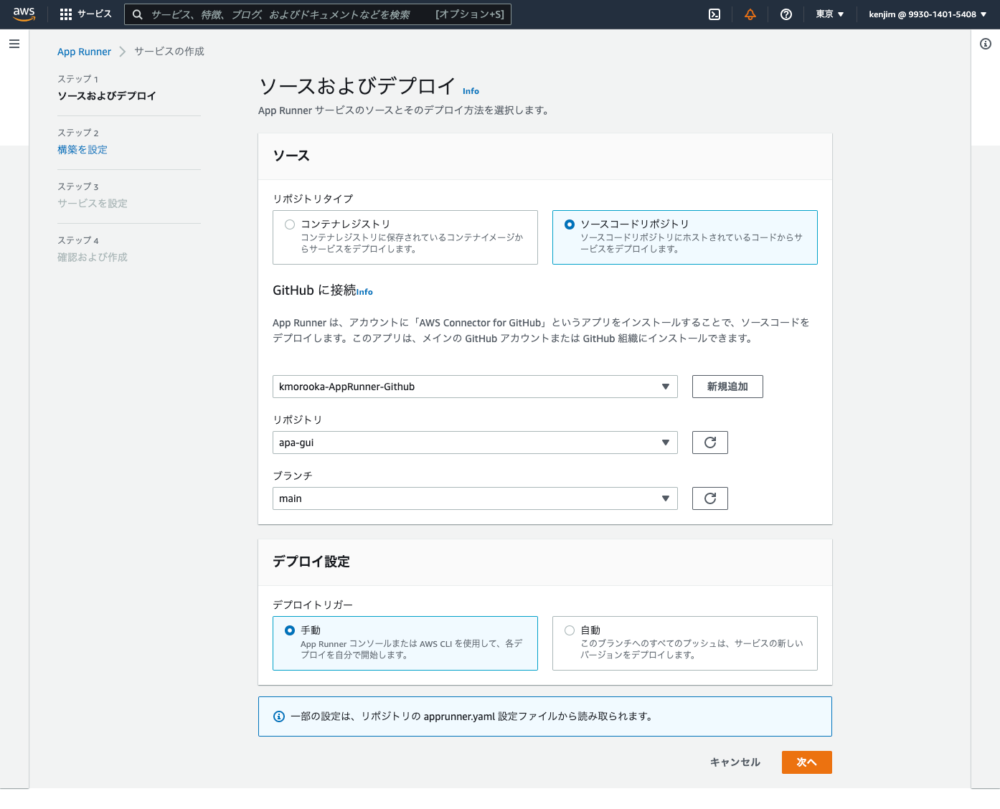 aws
サービス
サービス、特徴、ブログ、およびドキュメントなどを検索 [オプション+S]
東京 ▼
kenjim @ 9930-1401-5408 ▼
App Runner > サービスの作成
ステップ 1
ソースおよびデプロイ
ステップ 2
構築を設定
ステップ 3
サービスを設定
ステップ 4
確認および作成
ソースおよびデプロイ Info
App Runner サービスのソースとそのデプロイ方法を選択します。
ソース
リポジトリタイプ
コンテナレジストリ
コンテナレジストリに保存されているコンテナイメージか
らサービスをデプロイします。
ソースコードリポジトリ
ソースコードリポジトリにホストされているコードからサ
ービスをデプロイします。
GitHub に接続Info
App Runner は、アカウントに「AWS Connector for GitHub」というアプリをインストールすることで、ソースコードを
デプロイします。このアプリは、メインの GitHub アカウントまたは GitHub 組織にインストールできます。
kmorooka-AppRunner-Github
新規追加
リポジトリ
apa-gui
ブランチ
main
デプロイ設定
デプロイトリガー
手動
App Runner コンソールまたは AWS CLI を使用して、各デ
プロイを自分で開始します。
自動
このブランチへのすべてのプッシュは、サービスの新しい
バージョンをデプロイします。
一部の設定は、リポジトリの apprunner.yaml 設定ファイルから読み取られます。
キャンセル
次へ